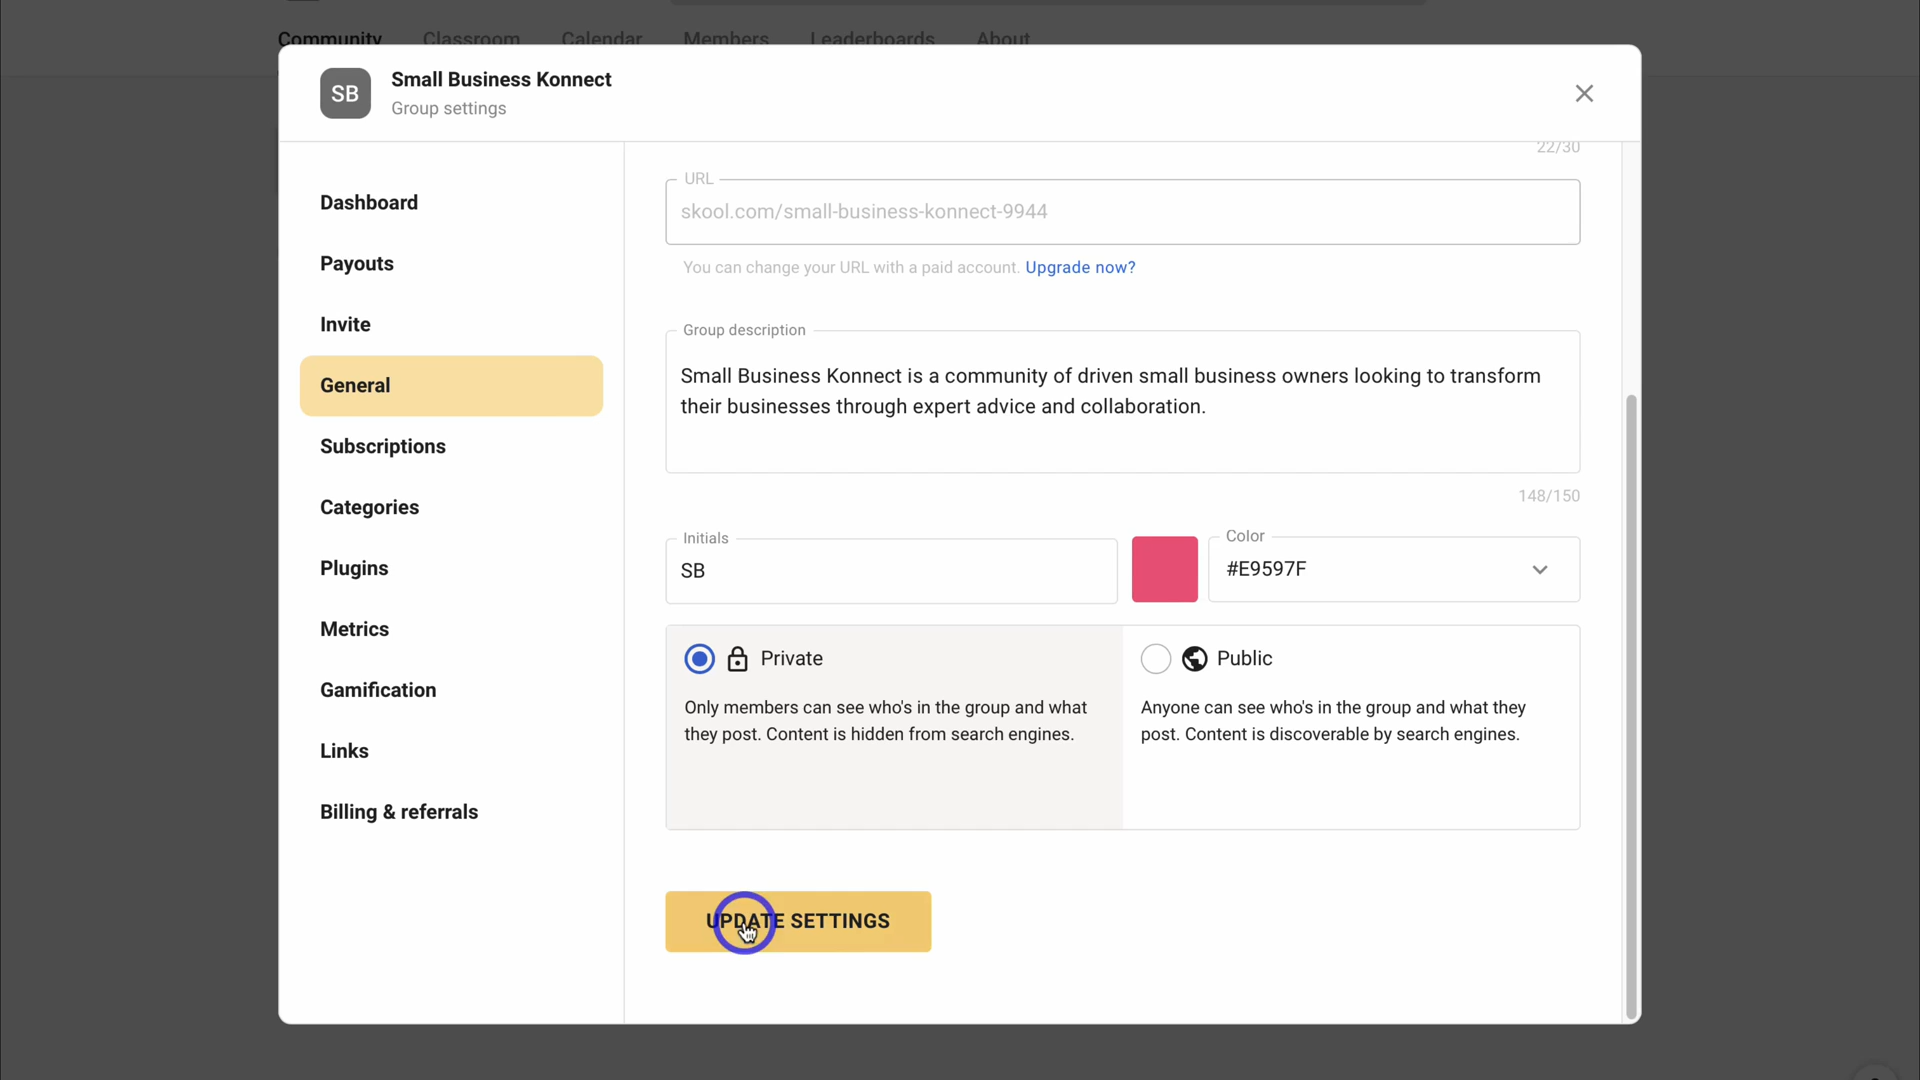 Community Classroom Calendar Members Leaderboards About
SB
Small Business Konnect
Group settings
Dashboard
Payouts
Invite
General
Subscriptions
Categories
Plugins
Metrics
Gamification
Links
Billing & referrals
22/30
URL
skool.com/small-business-konnect-9944
You can change your URL with a paid account. Upgrade now?
Group description
Small Business Konnect is a community of driven small business owners looking to transform
their businesses through expert advice and collaboration.
148/150
Initials
SB
Color
#E9597F
Private
Only members can see who's in the group and what
they post. Content is hidden from search engines.
Public
Anyone can see who's in the group and what they
post. Content is discoverable by search engines.
UPDATE SETTINGS